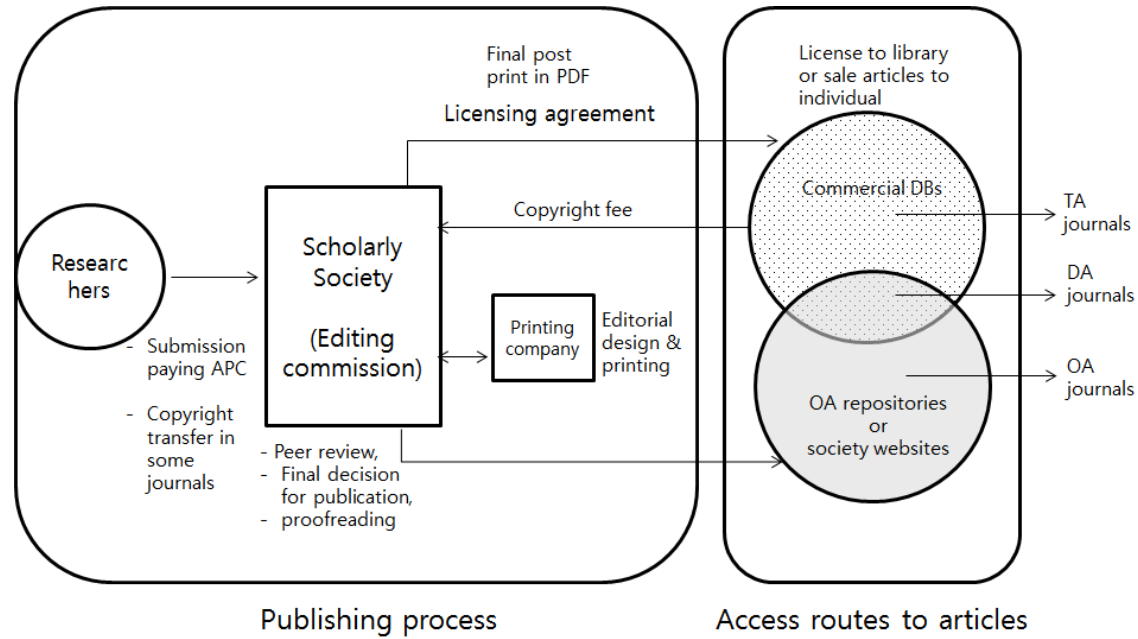 Final post
print in PDF
Licensing agreement
Researc
hers
- Submission
paying APC
- Copyright
transfer in
some
journals
Scholarly
Society
(Editing
commission)
- Peer review,
- Final decision
for publication,
- proofreading
Copyright fee
Printing
company
Editorial
design &
printing
License to library
or sale articles to
individual
Commercial DBs
OA repositories
or
society websites
TA
journals
DA
journals
OA
journals
Publishing process
Access routes to articles